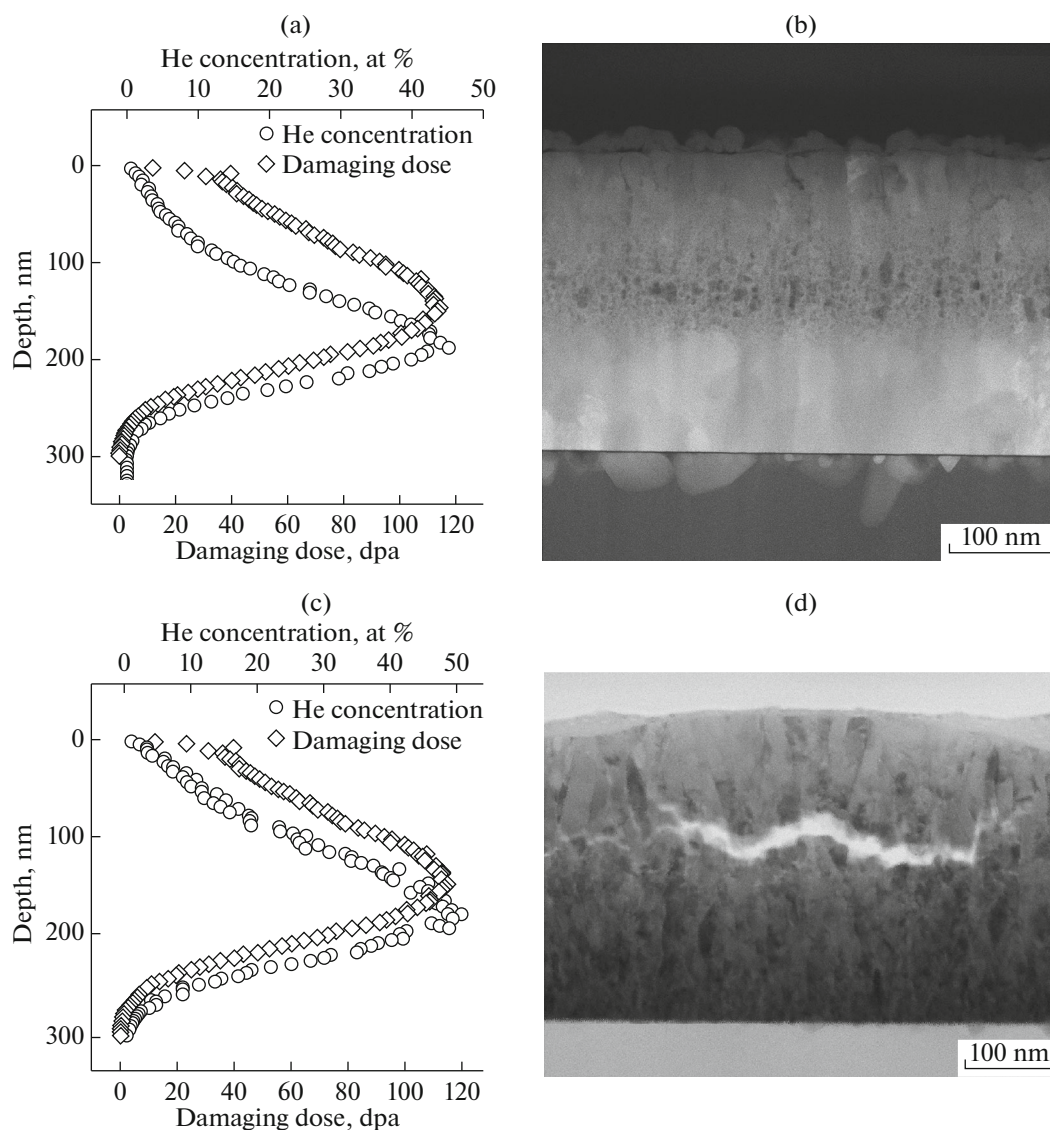 (a)
He concentration, at %
0 10 20 30 40 50
He concentration
Damaging dose
0
100
200
300
Depth, nm
0 20 40 60 80 100 120
Damaging dose, dpa
(b)
100 nm
(c)
He concentration, at %
0 10 20 30 40 50
He concentration
Damaging dose
0
100
200
300
Depth, nm
0 20 40 60 80 100 120
Damaging dose, dpa
(d)
100 nm